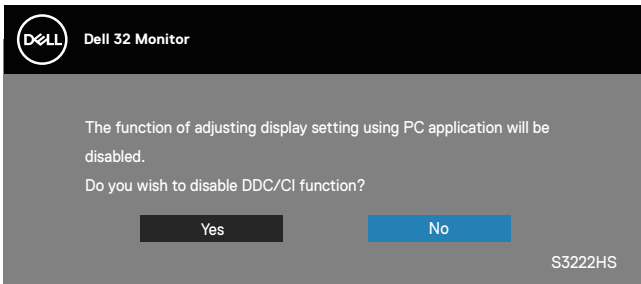 DELL
Dell 32 Monitor
The function of adjusting display setting using PC application will be
disabled.
Do you wish to disable DDC/CI function?
Yes No
S3222HS